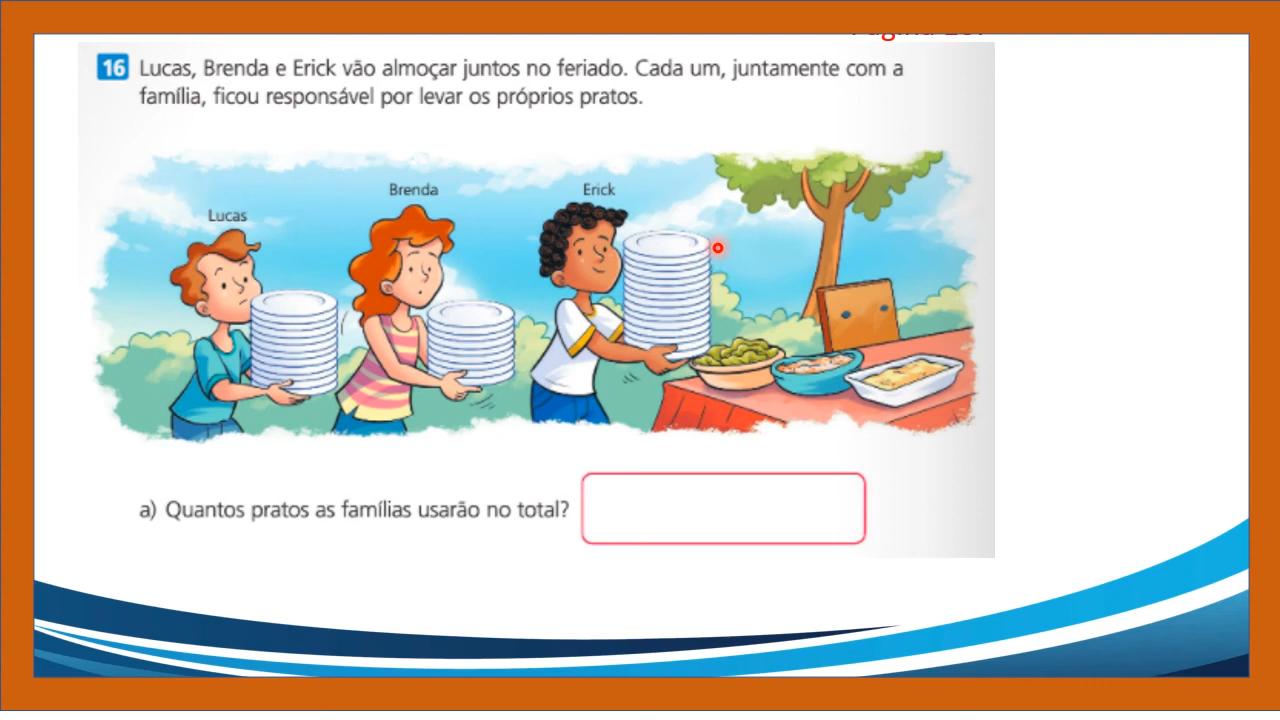 16 Lucas, Brenda e Erick vão almoçar juntos no feriado. Cada um, juntamente com a
família, ficou responsável por levar os próprios pratos.
Brenda
Erick
Lucas
a) Quantos pratos as famílias usarão no total?